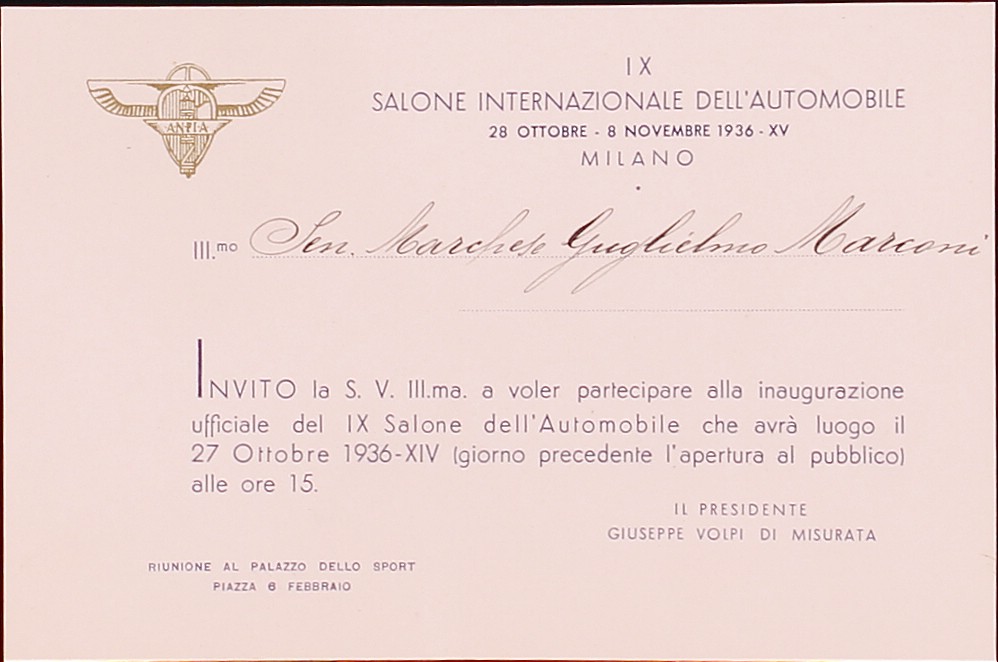 ANFIA
IX
SALONE INTERNAZIONALE DELL'AUTOMOBILE
28 OTTOBRE - 8 NOVEMBRE 1936 - XV
MILANO
Ill.mo Sen. Marchese Guglielmo Marconi
INVITO la S. V. Ill.ma. a voler partecipare alla inaugurazione
ufficiale del IX Salone dell'Automobile che avrà luogo il
27 Ottobre 1936-XIV (giorno precedente l'apertura al pubblico)
alle ore 15.
IL PRESIDENTE
GIUSEPPE VOLPI DI MISURATA
RIUNIONE AL PALAZZO DELLO SPORT
PIAZZA 6 FEBBRAIO